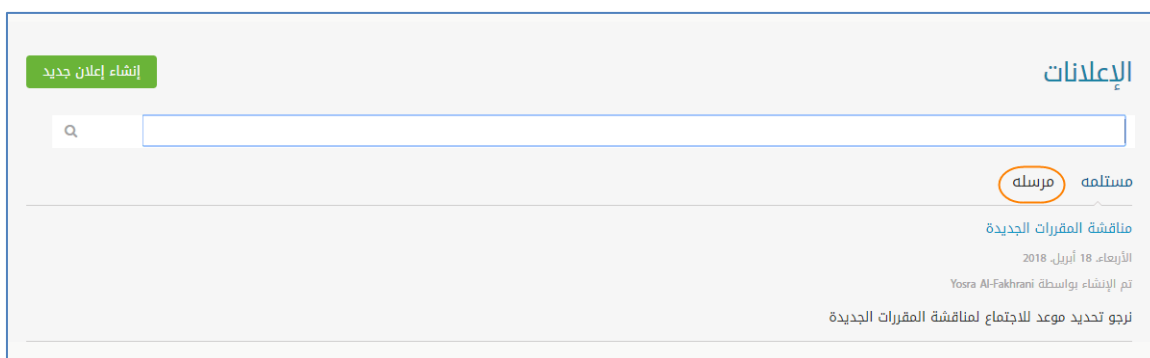 الإعلانات
إنشاء إعلان جديد
مستلمه مرسله
مناقشة المقررات الجديدة
الأربعاء، 18 أبريل، 2018
تم الإنشاء بواسطة Yosra Al-Fakhrani
نرجو تحديد موعد للاجتماع لمناقشة المقررات الجديدة